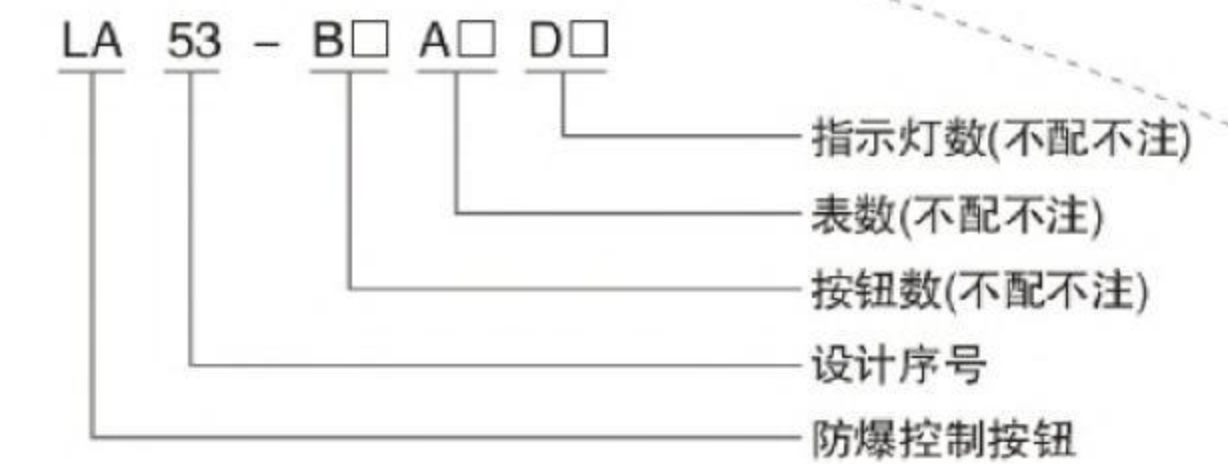 LA 53 - B□ A□ D□
指示灯数(不配不注)
表数(不配不注)
按钮数(不配不注)
设计序号
防爆控制按钮